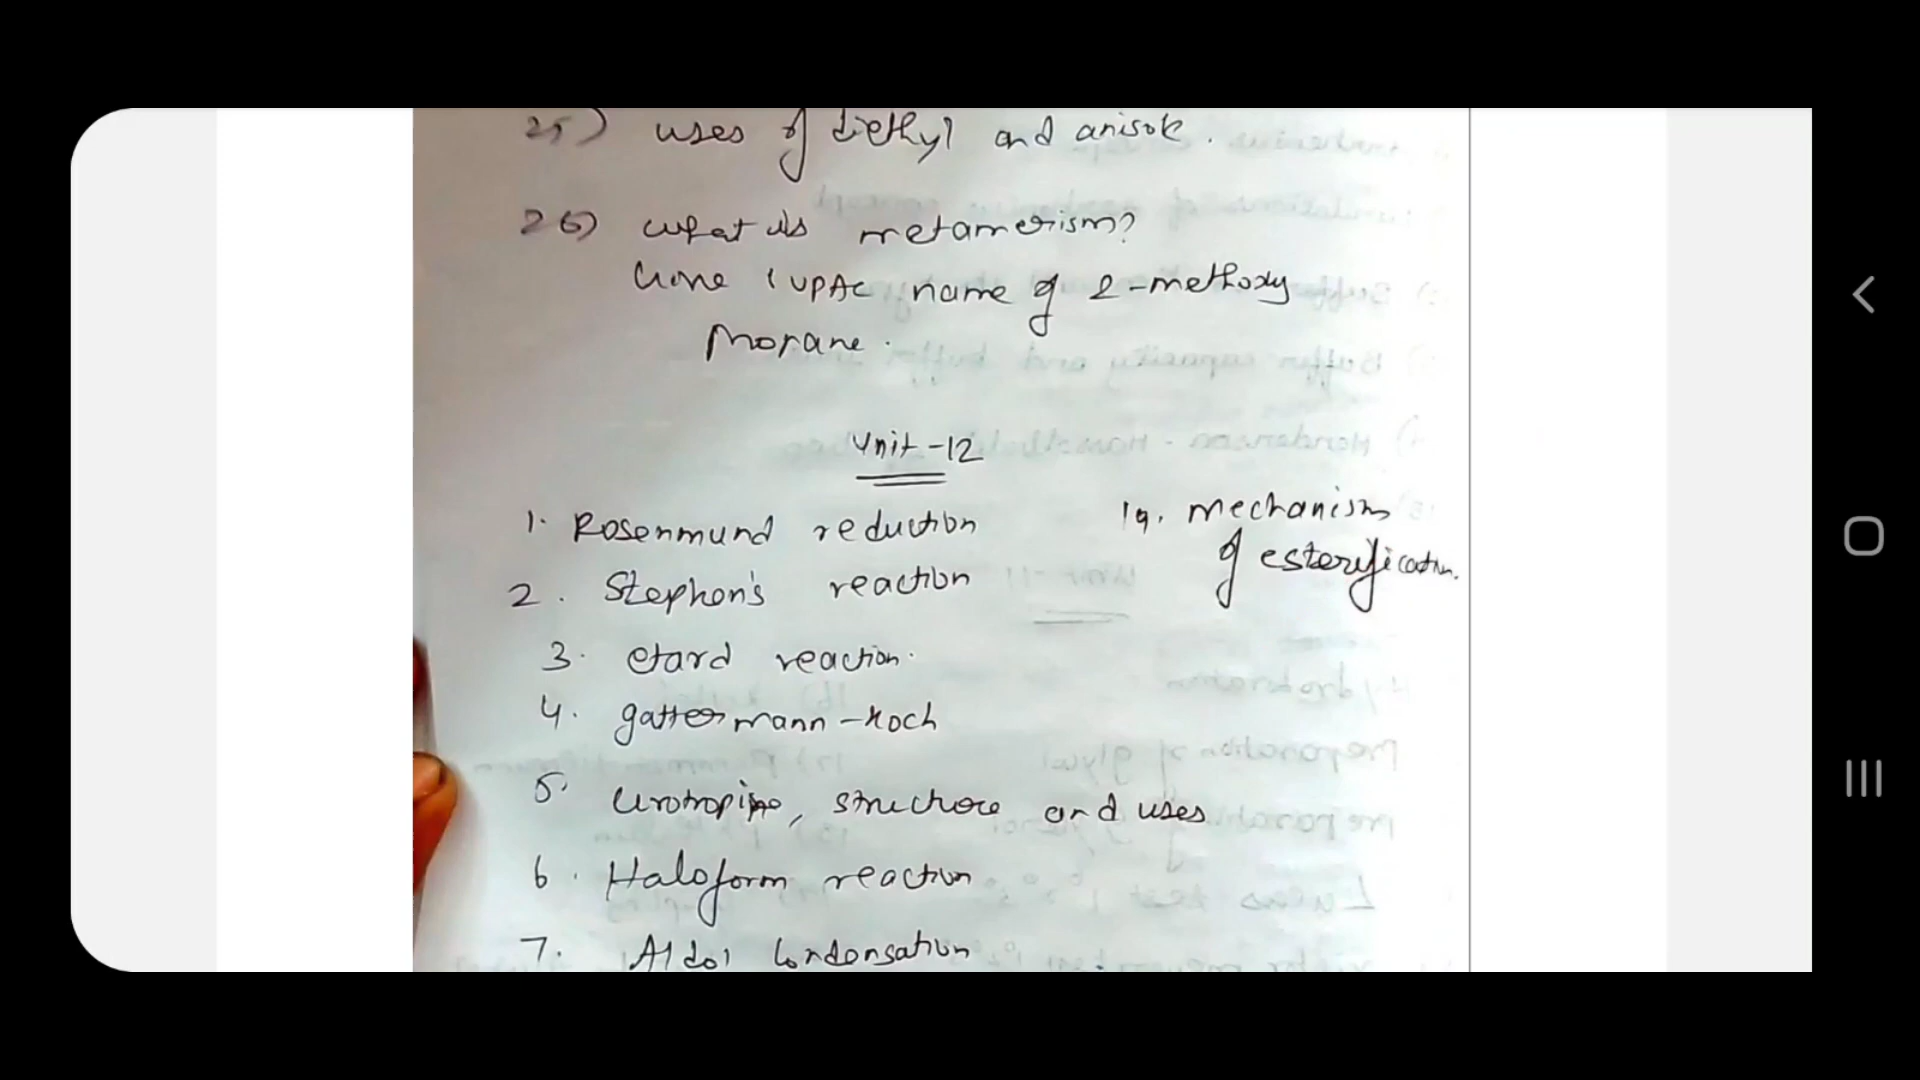 25) uses of diethyl and anisole.
26) what is metamerism?
Give IUPAC name of 2-methoxy
propane.
Unit-12
1. Rosenmund reduction
2. Stephen's reaction
3. etard reaction.
4. gattermann-Koch
5. Urotropine, structure and uses
6. Haloform reaction
7. Aldol Condensation
19. mechanism
of esterification.